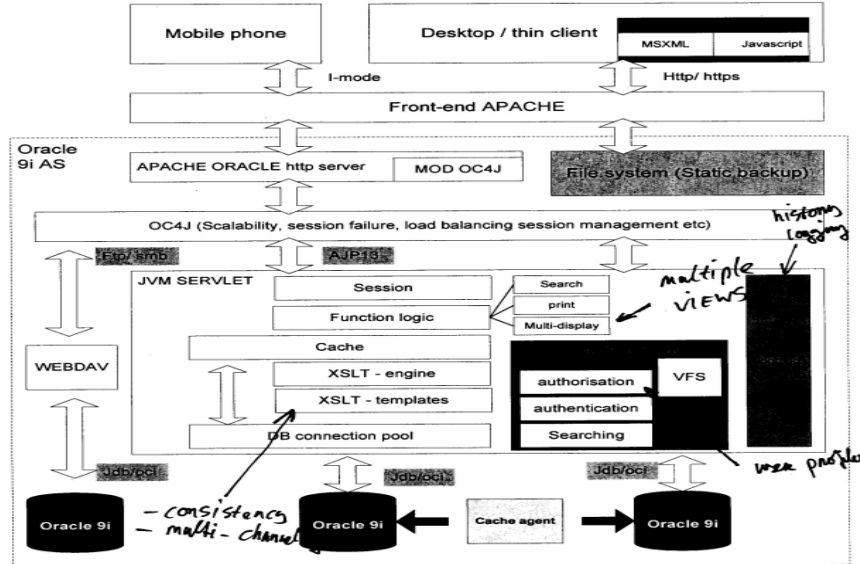 Mobile phone
Desktop / thin client
MSXML
Javascript
I-mode
Http/ https
Front-end APACHE
Oracle
9i AS
APACHE ORACLE http server
MOD OC4J
File system (Static backup)
OC4J (Scalability, session failure, load balancing session management etc)
history
logging
Ftp/ smb
AJP13
JVM SERVLET
Session
Search
multiple
VIEWS
Function logic
print
Multi-display
Cache
WEBDAV
XSLT - engine
authorisation
VFS
XSLT - templates
authentication
DB connection pool
Searching
user profiles
Jdb/oci
Jdb/oci
Jdb/oci
Oracle 9i
- consistency
- multi-channeling
Oracle 9i
Cache agent
Oracle 9i